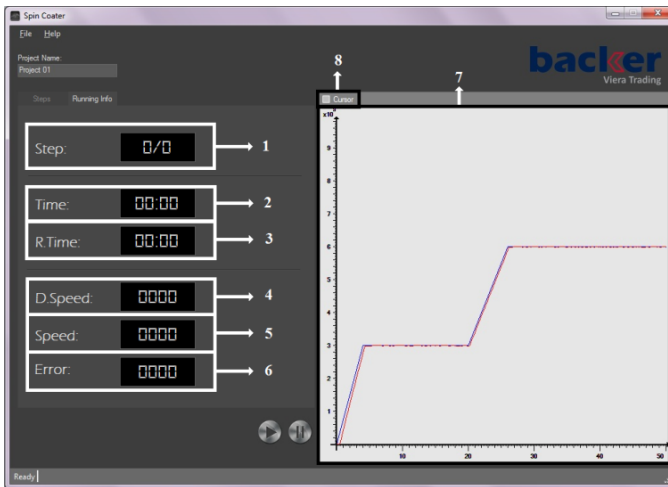 Spin Coater
File Help
Project Name:
Project 01
backer
Viera Trading
8
7
Steps Running Info
Cursor
x10
Step: 0/0
1
Time: 00:00
2
R.Time: 00:00
3
D.Speed: 0000
4
Speed: 0000
5
Error: 0000
6
9
8
7
6
5
4
3
2
1
10 20 30 40 50
Ready